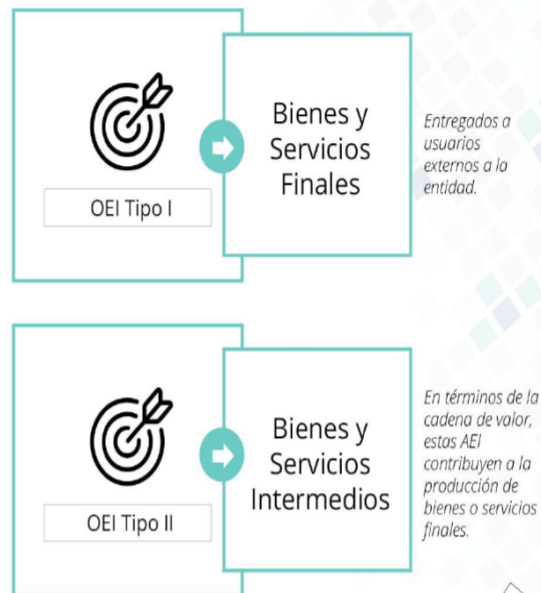 OEI Tipo I
Bienes y
Servicios
Finales
Entregados a
usuarios
externos a la
entidad.
OEI Tipo II
Bienes y
Servicios
Intermedios
En términos de la
cadena de valor,
estas AEI
contribuyen a la
producción de
bienes o servicios
finales.